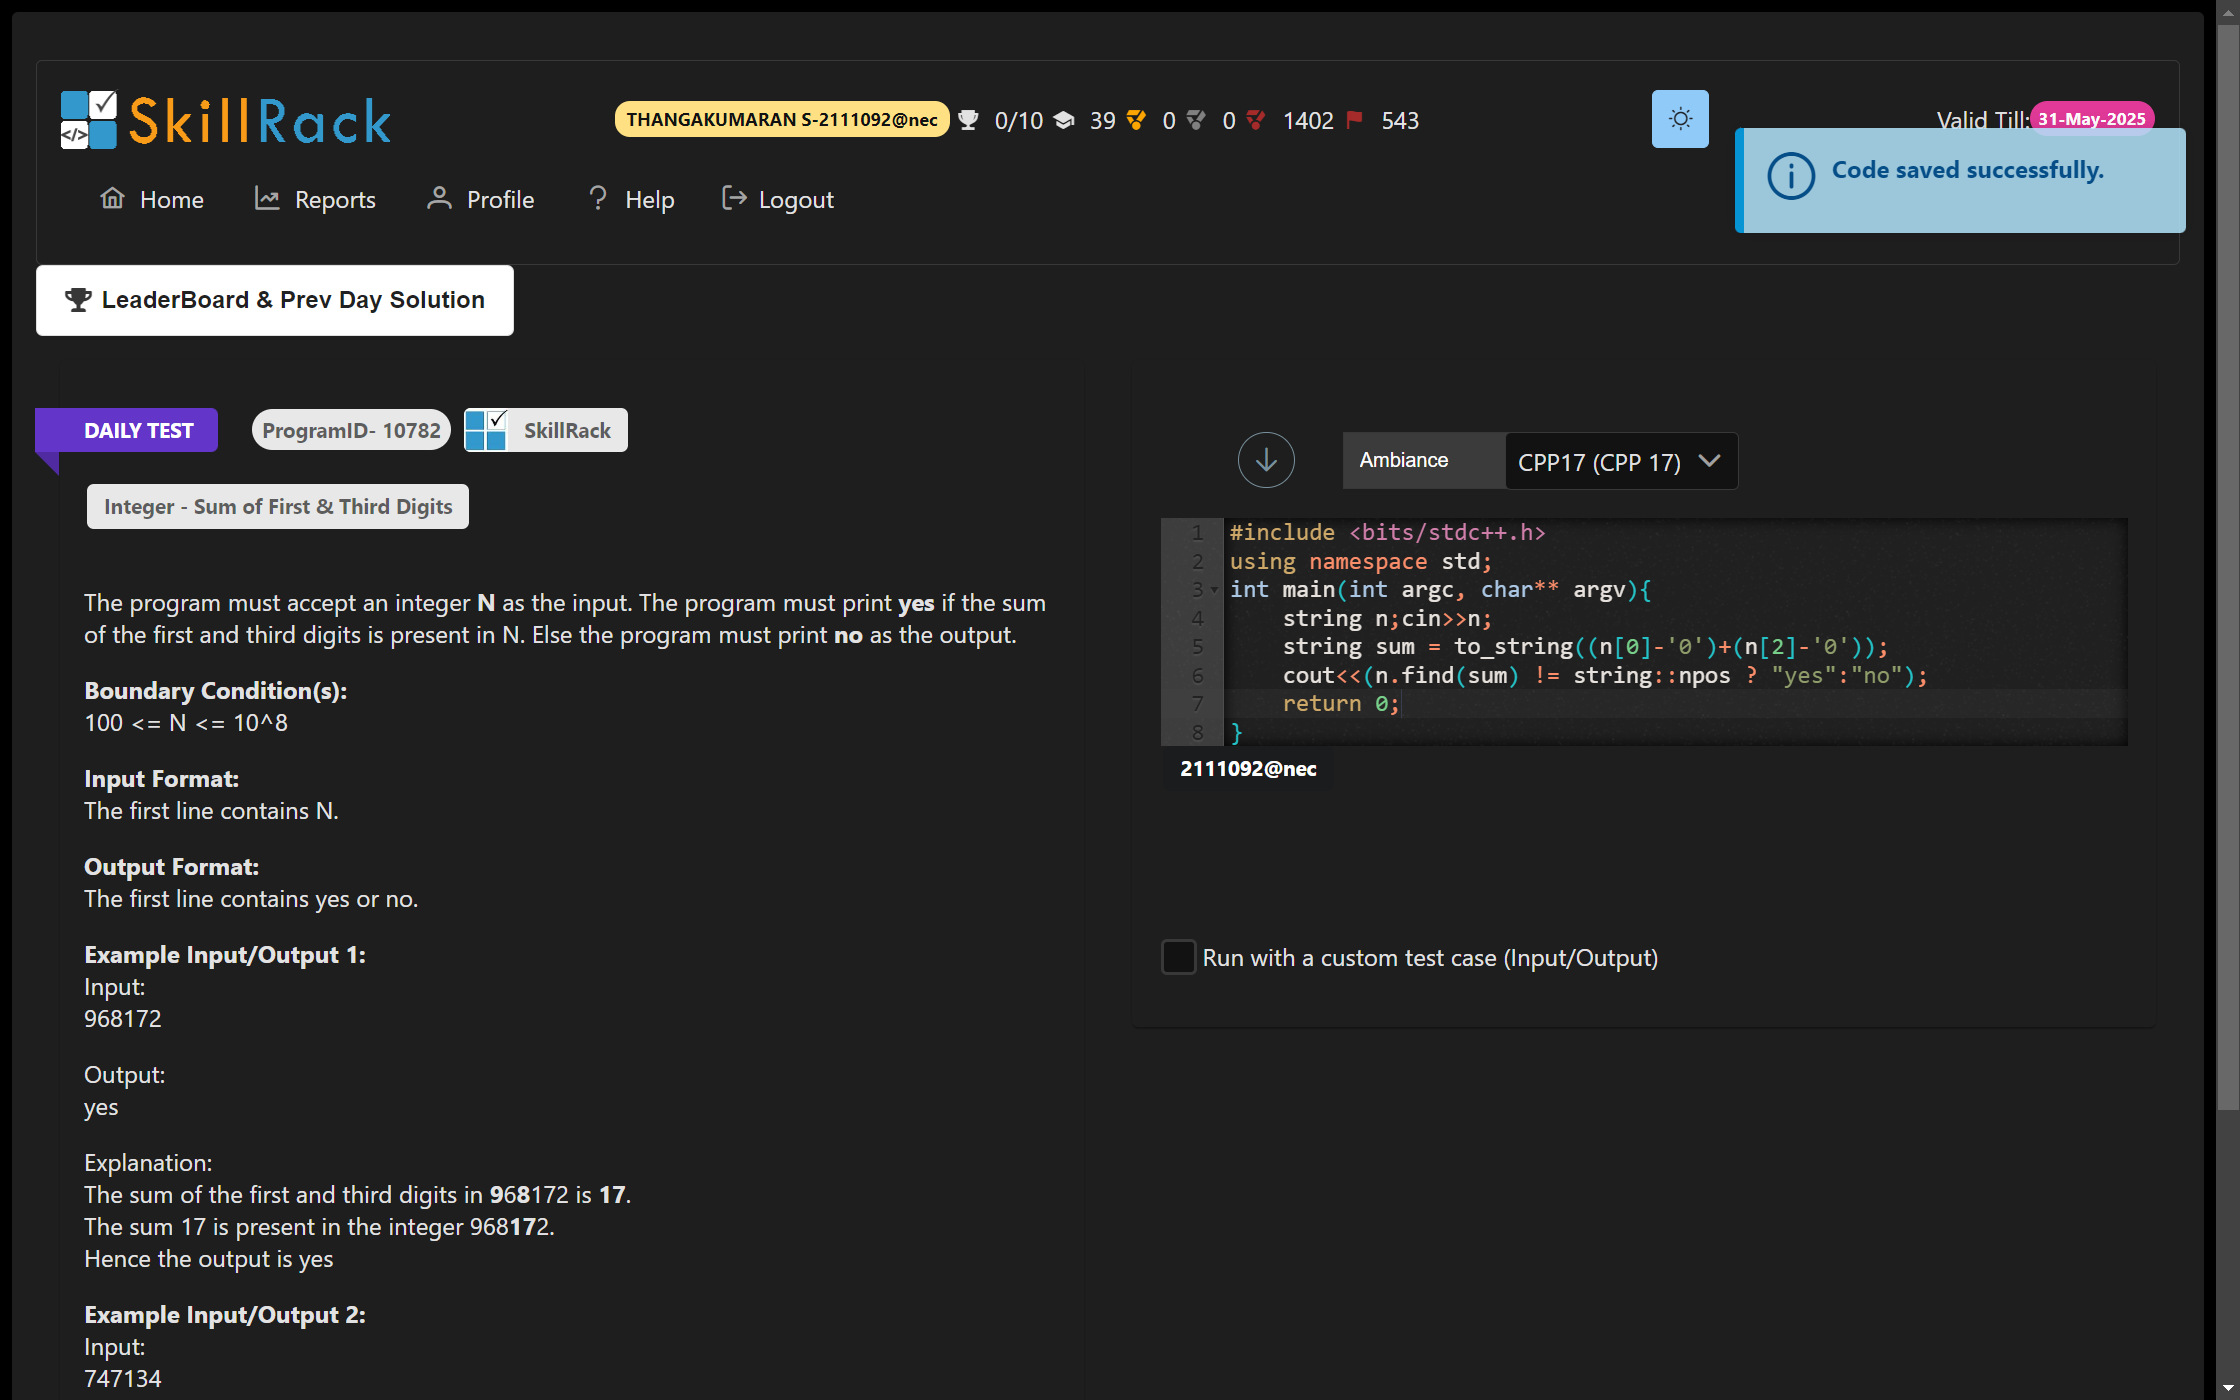 SkillRack
THANGAKUMARAN S-2111092@nec 0/10 39 0 0 1402 543
Valid Till: 31-May-2025
Code saved successfully.
Home Reports Profile Help Logout
LeaderBoard & Prev Day Solution
DAILY TEST ProgramID- 10782 SkillRack
Integer - Sum of First & Third Digits
The program must accept an integer N as the input. The program must print yes if the sum
of the first and third digits is present in N. Else the program must print no as the output.
Boundary Condition(s):
100 <= N <= 10^8
Input Format:
The first line contains N.
Output Format:
The first line contains yes or no.
Example Input/Output 1:
Input:
968172
Output:
yes
Explanation:
The sum of the first and third digits in 968172 is 17.
The sum 17 is present in the integer 968172.
Hence the output is yes
Example Input/Output 2:
Input:
747134
Ambiance CPP17 (CPP 17)
1 #include <bits/stdc++.h>
2 using namespace std;
3 int main(int argc, char** argv){
4     string n;cin>>n;
5     string sum = to_string((n[0]-'0')+(n[2]-'0'));
6     cout<<(n.find(sum) != string::npos ? "yes":"no");
7     return 0;
8 }
2111092@nec
Run with a custom test case (Input/Output)